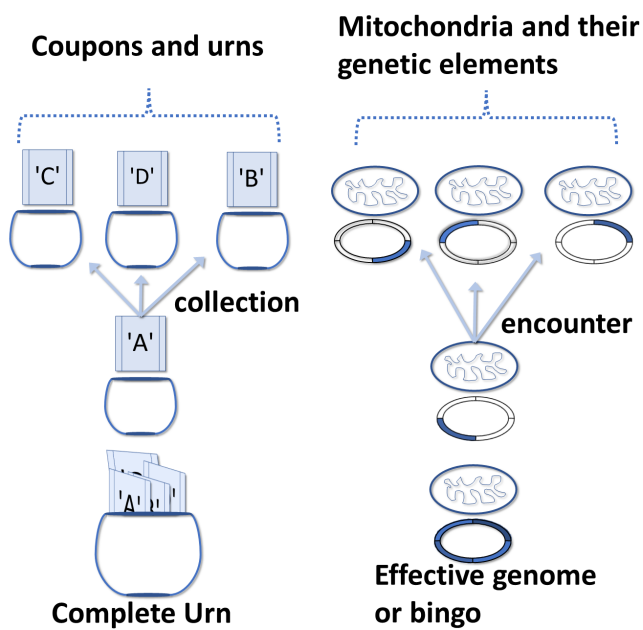 Coupons and urns
Mitochondria and their
genetic elements
'C'
'D'
'B'
collection
'A'
encounter
'A'
Complete Urn
Effective genome
or bingo